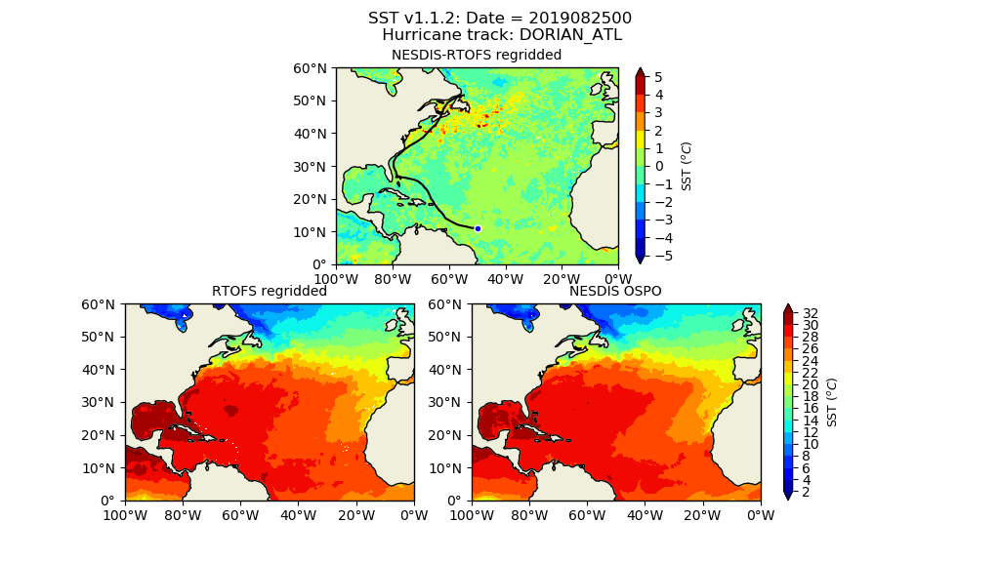 SST v1.1.2: Date = 2019082500
Hurricane track: DORIAN_ATL
NESDIS-RTOFS regridded
60°N
50°N
40°N
30°N
20°N
10°N
0°
100°W 80°W 60°W 40°W 20°W 0°W
5
4
3
2
1
0
−1
−2
−3
−4
−5
SST (°C)
RTOFS regridded
60°N
50°N
40°N
30°N
20°N
10°N
0°
100°W 80°W 60°W 40°W 20°W 0°W
NESDIS OSPO
60°N
50°N
40°N
30°N
20°N
10°N
0°
100°W 80°W 60°W 40°W 20°W 0°W
32
30
28
26
24
22
20
18
16
14
12
10
8
6
4
2
SST (°C)